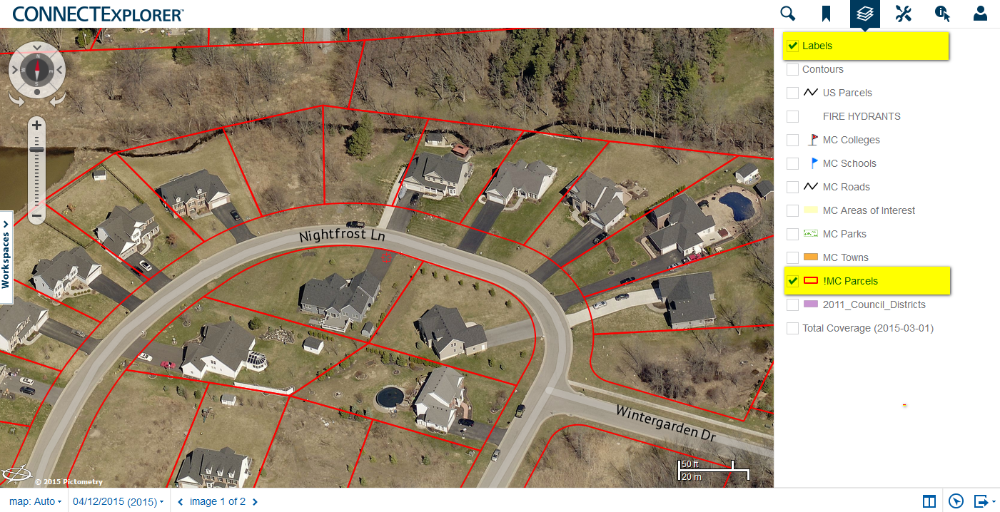 CONNECTEXPLORER™
Labels
Contours
US Parcels
FIRE HYDRANTS
MC Colleges
MC Schools
MC Roads
MC Areas of Interest
MC Parks
MC Towns
!MC Parcels
2011_Council_Districts
Total Coverage (2015-03-01)
N
W
E
Workspaces
Nightfrost Ln
Wintergarden Dr
50 ft
20 m
© 2015 Pictometry
map: Auto
04/12/2015 (2015)
image 1 of 2